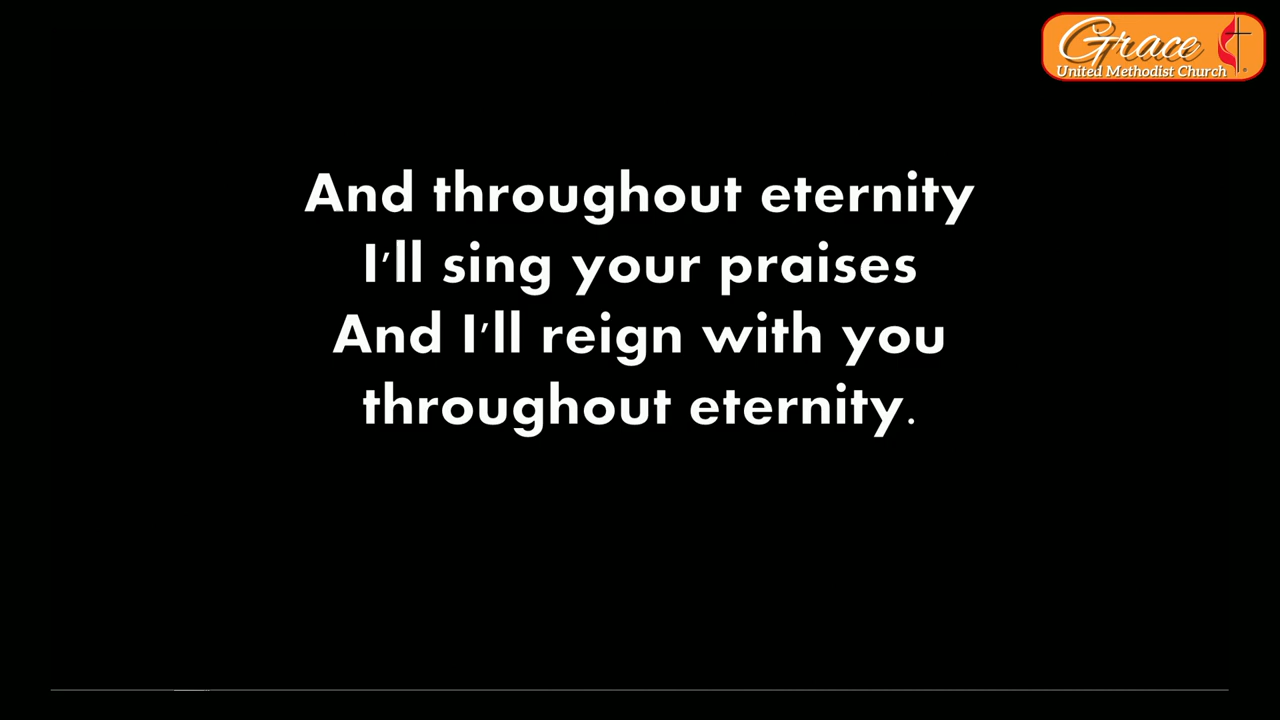 Grace
United Methodist Church
And throughout eternity
I'll sing your praises
And I'll reign with you
throughout eternity.